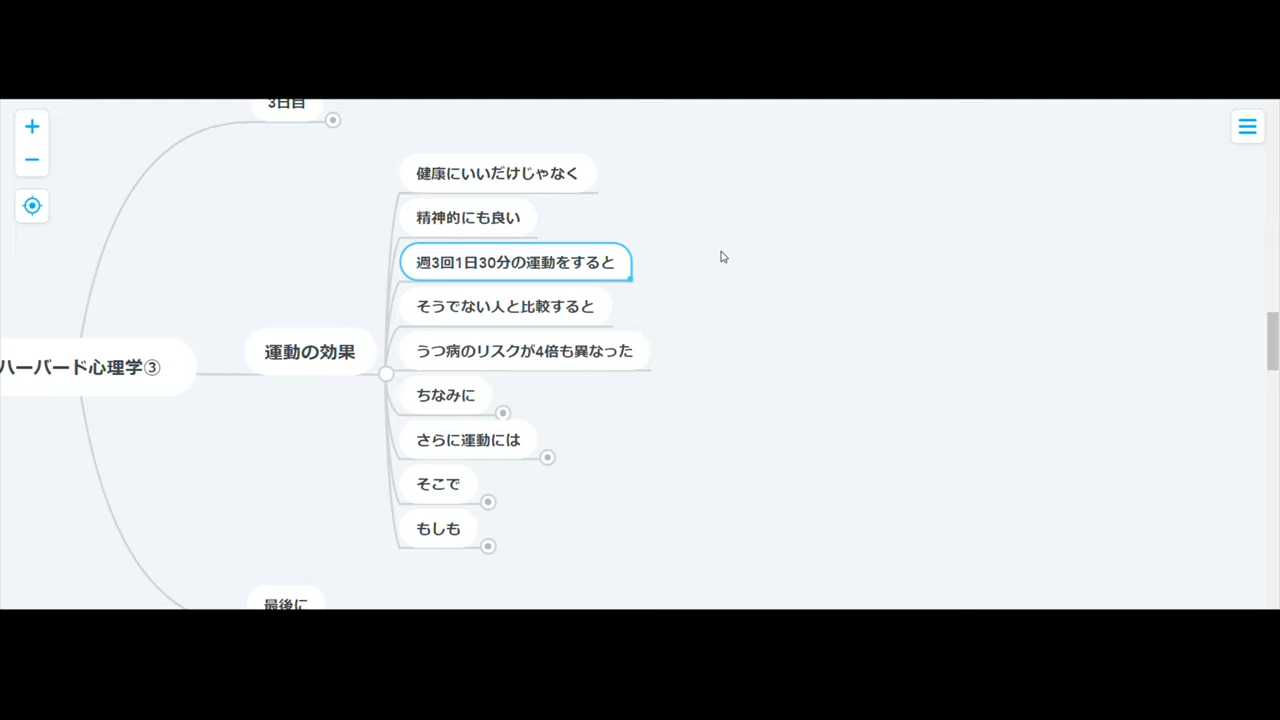 3日目
健康にいいだけじゃなく
精神的にも良い
週3回1日30分の運動をすると
そうでない人と比較すると
ハーバード心理学③
運動の効果
うつ病のリスクが4倍も異なった
ちなみに
さらに運動には
そこで
もしも
最後に